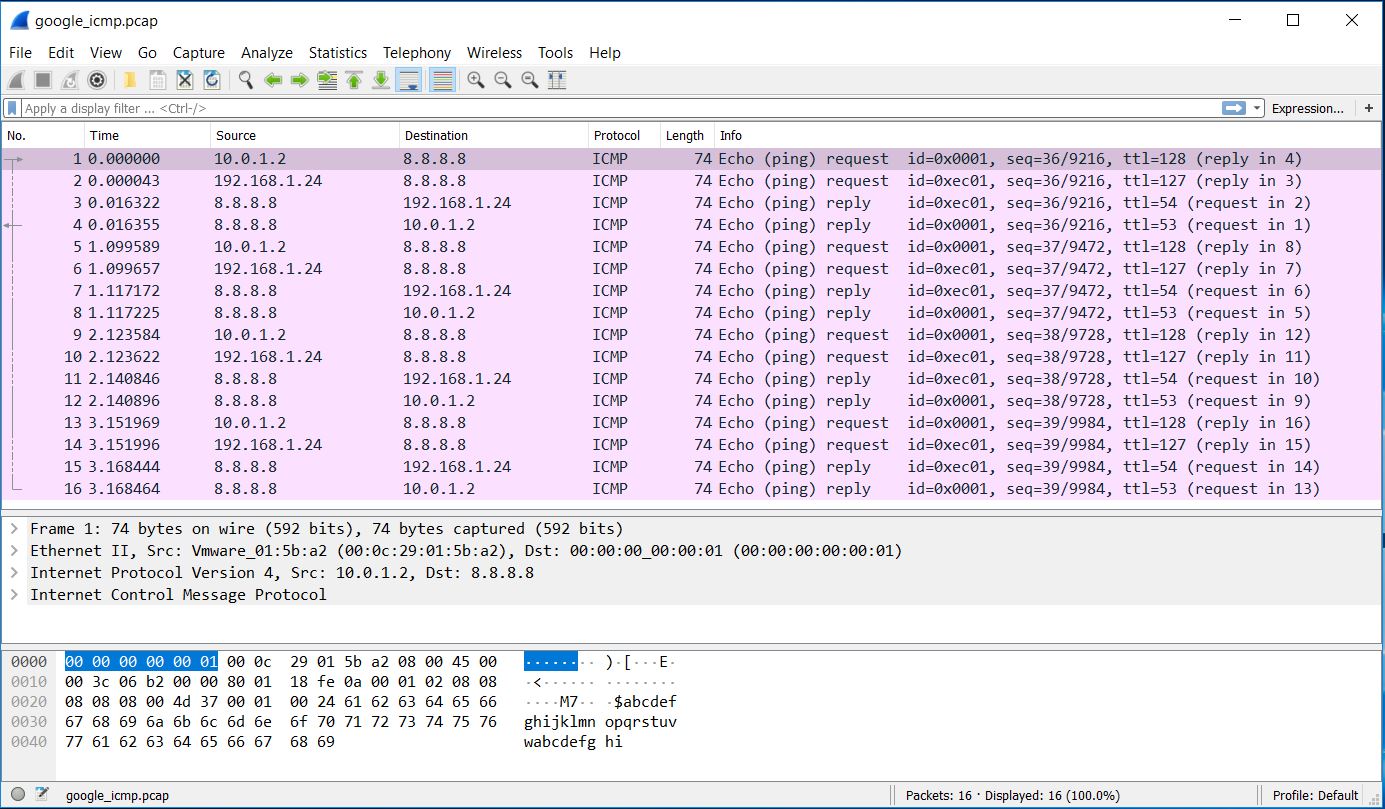 google_icmp.pcap
File Edit View Go Capture Analyze Statistics Telephony Wireless Tools Help
Apply a display filter ... <Ctrl-/> Expression... +
No. Time Source Destination Protocol Length Info
1 0.000000 10.0.1.2 8.8.8.8 ICMP 74 Echo (ping) request id=0x0001, seq=36/9216, ttl=128 (reply in 4)
2 0.000043 192.168.1.24 8.8.8.8 ICMP 74 Echo (ping) request id=0xec01, seq=36/9216, ttl=127 (reply in 3)
3 0.016322 8.8.8.8 192.168.1.24 ICMP 74 Echo (ping) reply id=0xec01, seq=36/9216, ttl=54 (request in 2)
4 0.016355 8.8.8.8 10.0.1.2 ICMP 74 Echo (ping) reply id=0x0001, seq=36/9216, ttl=53 (request in 1)
5 1.099589 10.0.1.2 8.8.8.8 ICMP 74 Echo (ping) request id=0x0001, seq=37/9472, ttl=128 (reply in 8)
6 1.099657 192.168.1.24 8.8.8.8 ICMP 74 Echo (ping) request id=0xec01, seq=37/9472, ttl=127 (reply in 7)
7 1.117172 8.8.8.8 192.168.1.24 ICMP 74 Echo (ping) reply id=0xec01, seq=37/9472, ttl=54 (request in 6)
8 1.117225 8.8.8.8 10.0.1.2 ICMP 74 Echo (ping) reply id=0x0001, seq=37/9472, ttl=53 (request in 5)
9 2.123584 10.0.1.2 8.8.8.8 ICMP 74 Echo (ping) request id=0x0001, seq=38/9728, ttl=128 (reply in 12)
10 2.123622 192.168.1.24 8.8.8.8 ICMP 74 Echo (ping) request id=0xec01, seq=38/9728, ttl=127 (reply in 11)
11 2.140846 8.8.8.8 192.168.1.24 ICMP 74 Echo (ping) reply id=0xec01, seq=38/9728, ttl=54 (request in 10)
12 2.140896 8.8.8.8 10.0.1.2 ICMP 74 Echo (ping) reply id=0x0001, seq=38/9728, ttl=53 (request in 9)
13 3.151969 10.0.1.2 8.8.8.8 ICMP 74 Echo (ping) request id=0x0001, seq=39/9984, ttl=128 (reply in 16)
14 3.151996 192.168.1.24 8.8.8.8 ICMP 74 Echo (ping) request id=0xec01, seq=39/9984, ttl=127 (reply in 15)
15 3.168444 8.8.8.8 192.168.1.24 ICMP 74 Echo (ping) reply id=0xec01, seq=39/9984, ttl=54 (request in 14)
16 3.168464 8.8.8.8 10.0.1.2 ICMP 74 Echo (ping) reply id=0x0001, seq=39/9984, ttl=53 (request in 13)
Frame 1: 74 bytes on wire (592 bits), 74 bytes captured (592 bits)
Ethernet II, Src: Vmware_01:5b:a2 (00:0c:29:01:5b:a2), Dst: 00:00:00_00:00:01 (00:00:00:00:00:01)
Internet Protocol Version 4, Src: 10.0.1.2, Dst: 8.8.8.8
Internet Control Message Protocol
0000 00 00 00 00 00 01 00 0c 29 01 5b a2 08 00 45 00 ········ )·[···E·
0010 00 3c 06 b2 00 00 80 01 18 fe 0a 00 01 02 08 08 ·<······ ········
0020 08 08 08 00 4d 37 00 01 00 24 61 62 63 64 65 66 ····M7·· ·$abcdef
0030 67 68 69 6a 6b 6c 6d 6e 6f 70 71 72 73 74 75 76 ghijklmn opqrstuv
0040 77 61 62 63 64 65 66 67 68 69 wabcdefg hi
google_icmp.pcap Packets: 16 · Displayed: 16 (100.0%) Profile: Default